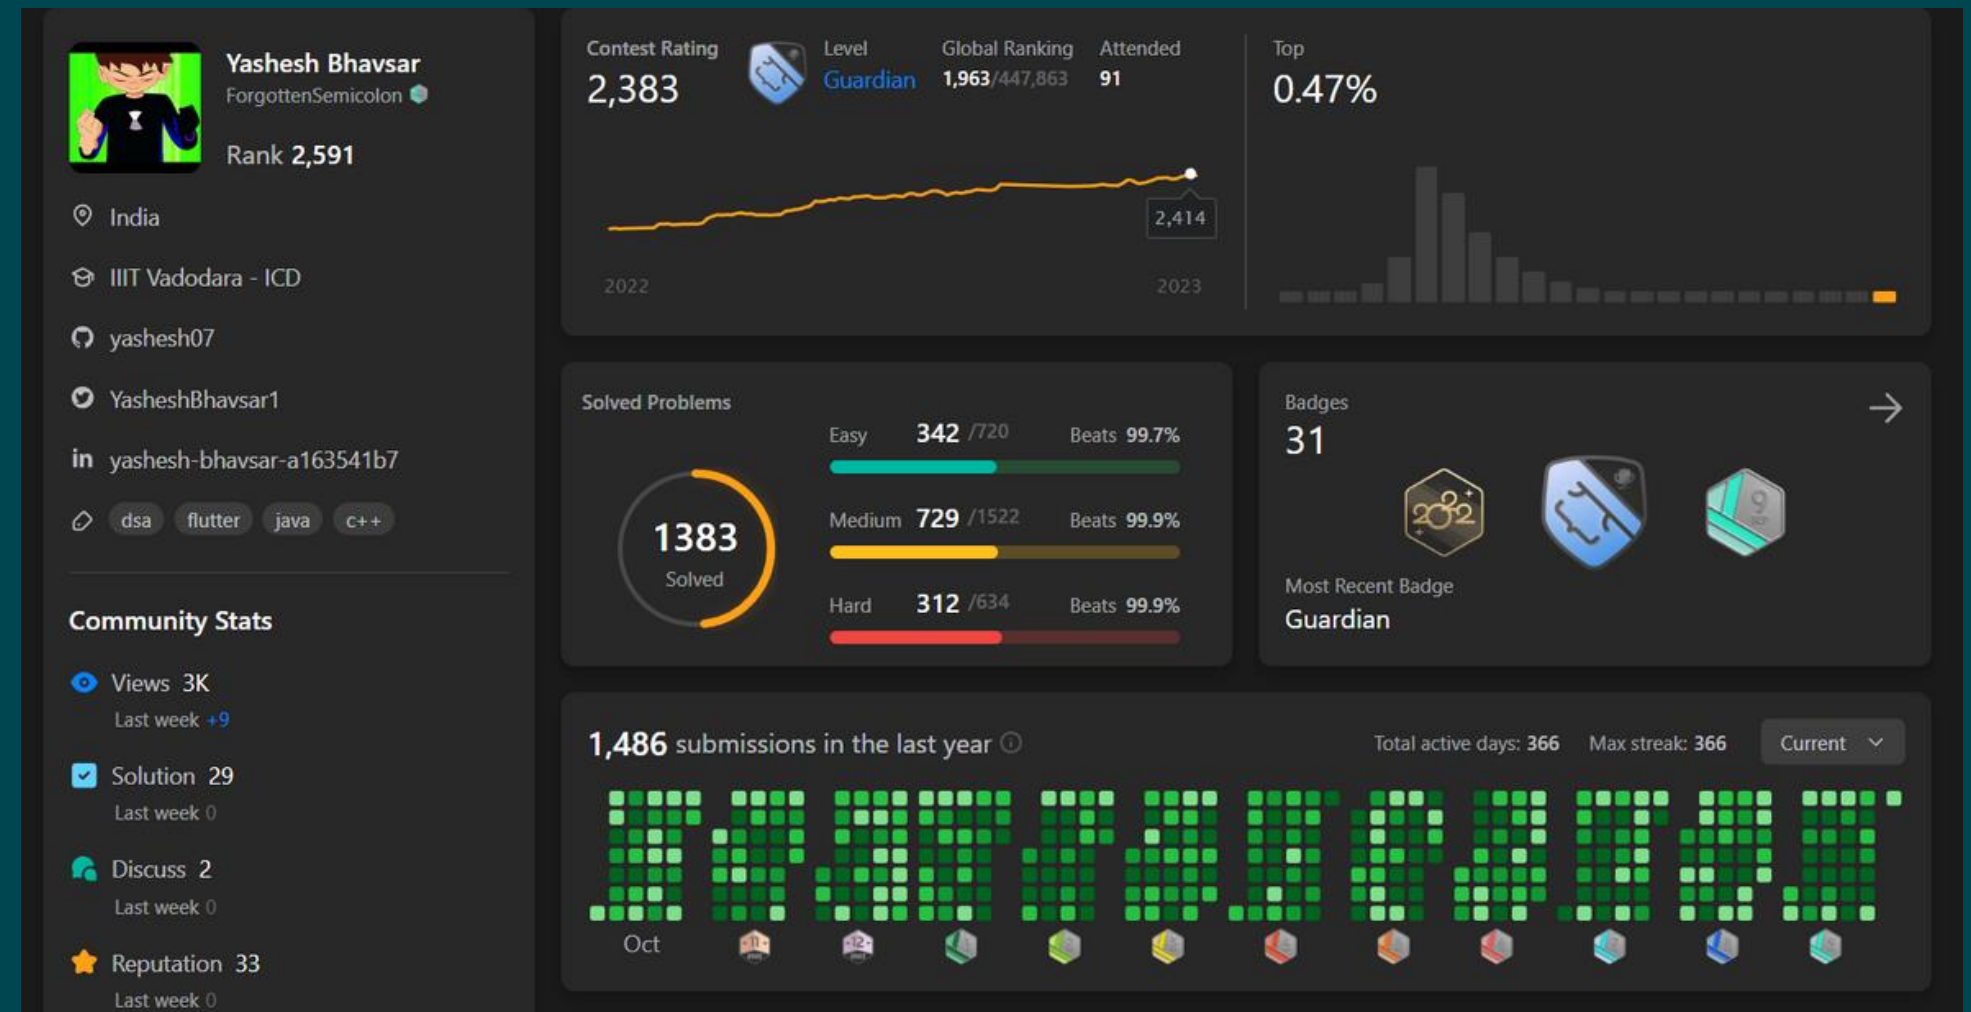 Yashesh Bhavsar
ForgottenSemicolon
Rank 2,591
India
IIIT Vadodara - ICD
yashesh07
YasheshBhavsar1
in yashesh-bhavsar-a163541b7
dsa flutter java c++
Community Stats
Views 3K
Last week +9
Solution 29
Last week 0
Discuss 2
Last week 0
Reputation 33
Last week 0
Contest Rating
2,383
Level
Guardian
Global Ranking
1,963/447,863
Attended
91
2,414
2022 2023
Top
0.47%
Solved Problems
1383
Solved
Easy 342 /720 Beats 99.7%
Medium 729 /1522 Beats 99.9%
Hard 312 /634 Beats 99.9%
Badges
31
2022
9
Most Recent Badge
Guardian
1,486 submissions in the last year
Total active days: 366 Max streak: 366 Current
Oct
11 12